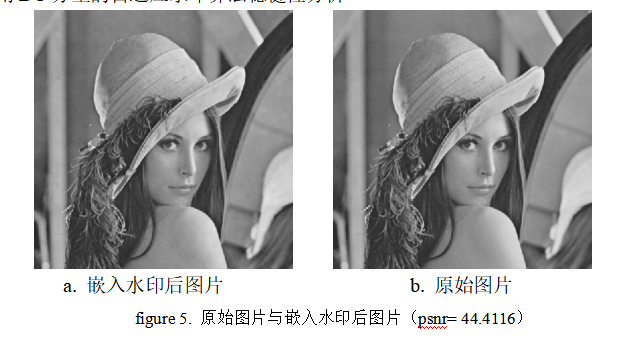 a. 嵌入水印后图片
b. 原始图片
figure 5. 原始图片与嵌入水印后图片（psnr= 44.4116）